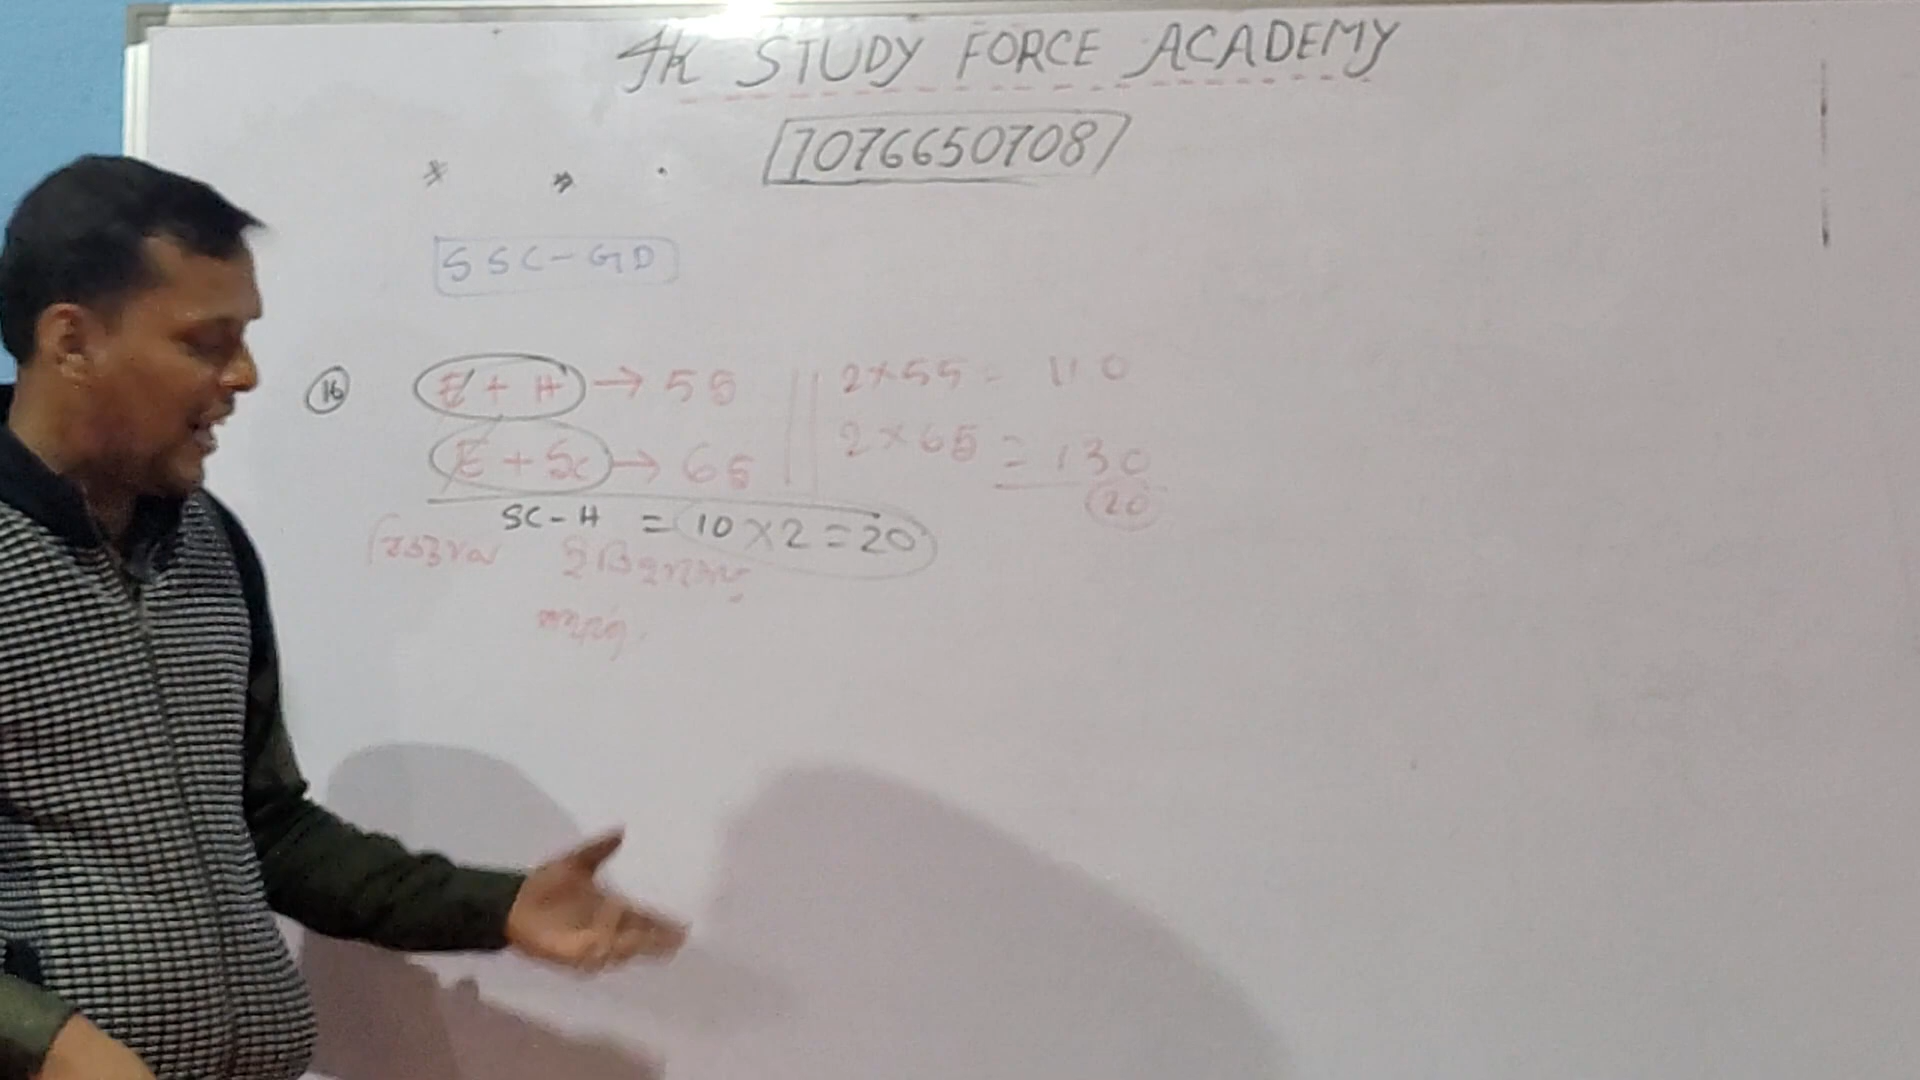 JK STUDY FORCE ACADEMY
7076650708
SSC-GD
16 E + H → 55 || 2×55 = 110
E + Sc → 65 2×65 = 130
20
SC-H = 10×2=20